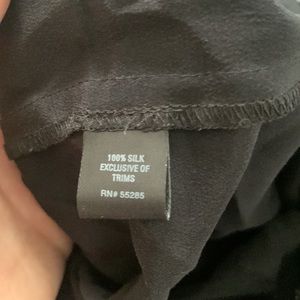 100% SILK
EXCLUSIVE OF
TRIMS
RN# 55285